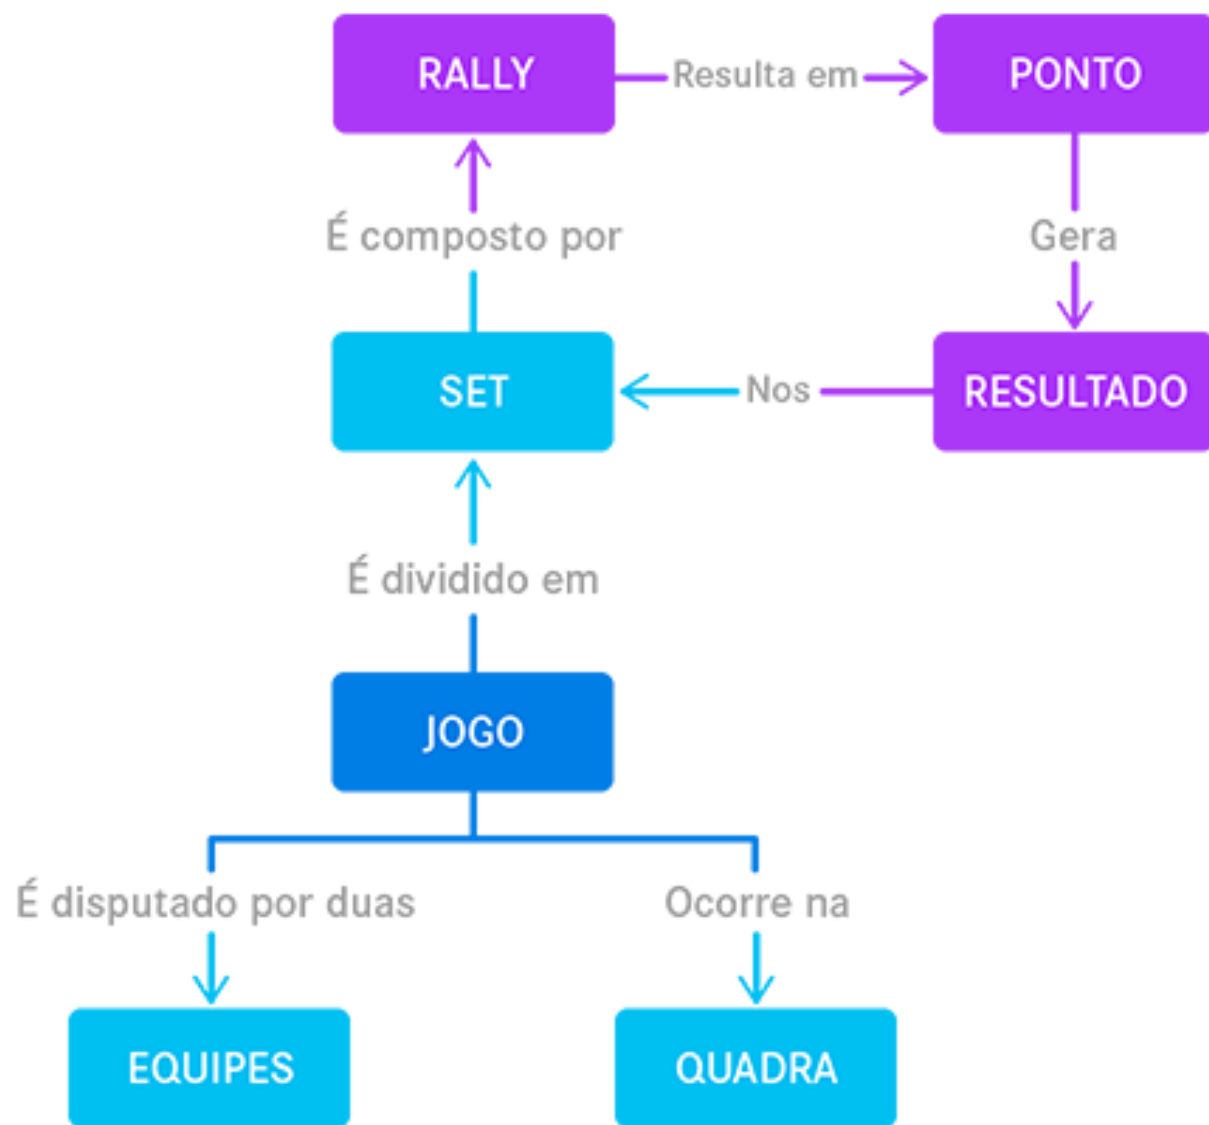 RALLY
Resulta em
PONTO
É composto por
Gera
SET
Nos
RESULTADO
É dividido em
JOGO
É disputado por duas
Ocorre na
EQUIPES
QUADRA